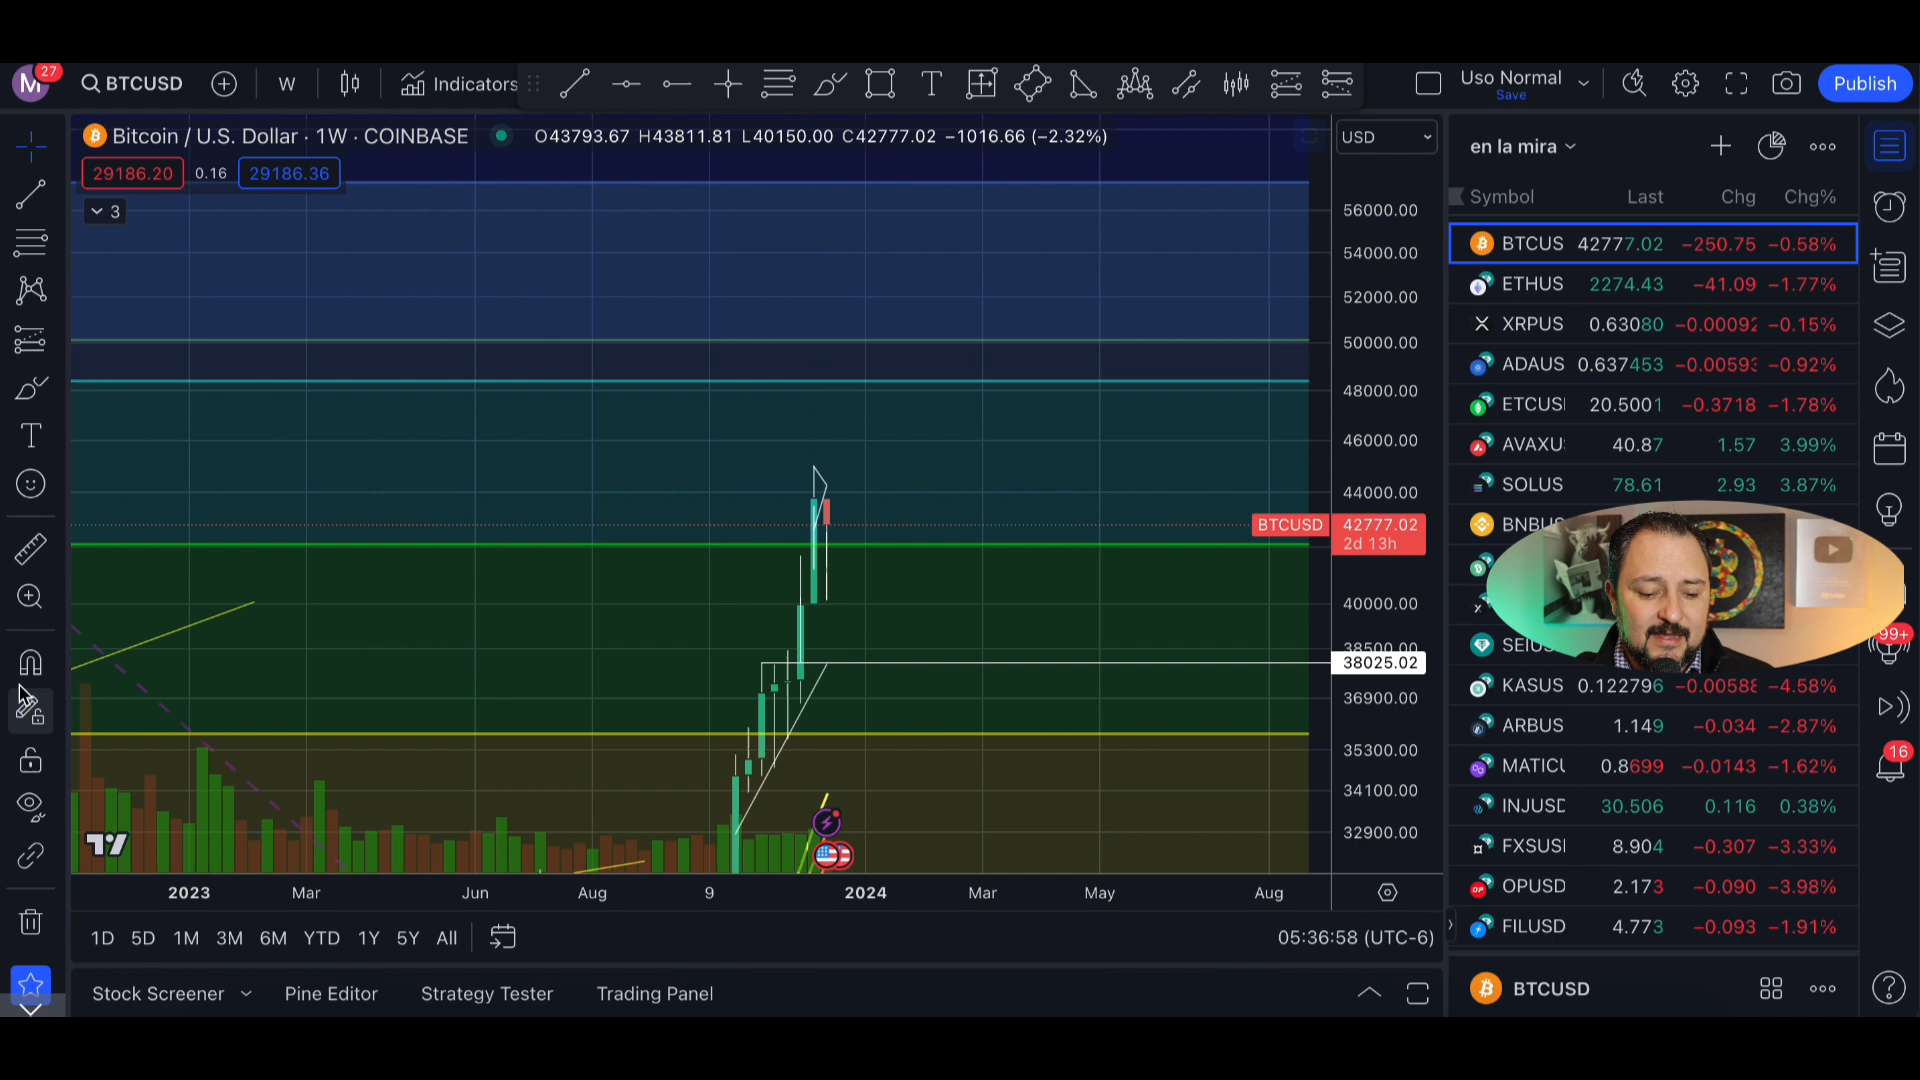 M 27 BTCUSD W Indicators T Uso Normal Save Publish
Bitcoin / U.S. Dollar · 1W · COINBASE O43793.67 H43811.81 L40150.00 C42777.02 −1016.66 (−2.32%) USD
29186.20 0.16 29186.36
3
56000.00
54000.00
52000.00
50000.00
48000.00
46000.00
44000.00
BTCUSD 42777.02
2d 13h
40000.00
38500.00
38025.02
36900.00
35300.00
34100.00
32900.00
2023 Mar Jun Aug 9 2024 Mar May Aug
1D 5D 1M 3M 6M YTD 1Y 5Y All 05:36:58 (UTC-6)
Stock Screener Pine Editor Strategy Tester Trading Panel
en la mira
Symbol Last Chg Chg%
BTCUS 42777.02 −250.75 −0.58%
ETHUS 2274.43 −41.09 −1.77%
XRPUS 0.63080 −0.00092 −0.15%
ADAUS 0.637453 −0.00593 −0.92%
ETCUS 20.5001 −0.3718 −1.78%
AVAXU 40.87 1.57 3.99%
SOLUS 78.61 2.93 3.87%
BNBU
SEIUS
99+
KASUS 0.122796 −0.00588 −4.58%
ARBUS 1.149 −0.034 −2.87%
MATICU 0.8699 −0.0143 −1.62%
16
INJUSD 30.506 0.116 0.38%
FXSUS 8.904 −0.307 −3.33%
OPUSD 2.173 −0.090 −3.98%
FILUSD 4.773 −0.093 −1.91%
BTCUSD